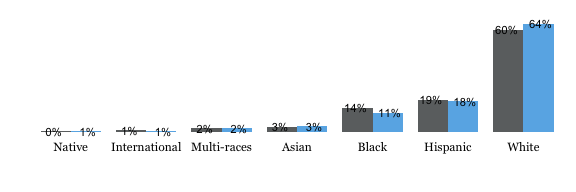 0% 1% 1% 1% 2% 2% 3% 3% 14% 11% 19% 18% 60% 64%
Native International Multi-races Asian Black Hispanic White